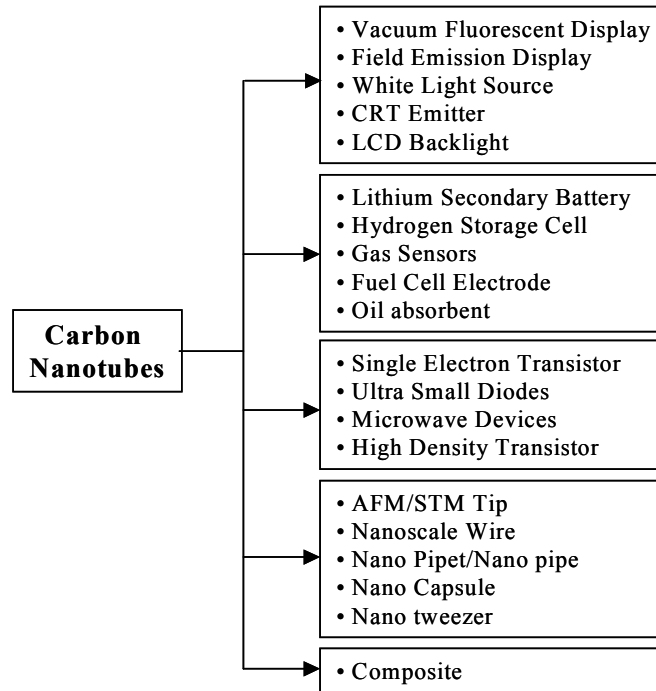 • Vacuum Fluorescent Display
• Field Emission Display
• White Light Source
• CRT Emitter
• LCD Backlight
• Lithium Secondary Battery
• Hydrogen Storage Cell
• Gas Sensors
• Fuel Cell Electrode
• Oil absorbent
Carbon
Nanotubes
• Single Electron Transistor
• Ultra Small Diodes
• Microwave Devices
• High Density Transistor
• AFM/STM Tip
• Nanoscale Wire
• Nano Pipet/Nano pipe
• Nano Capsule
• Nano tweezer
• Composite